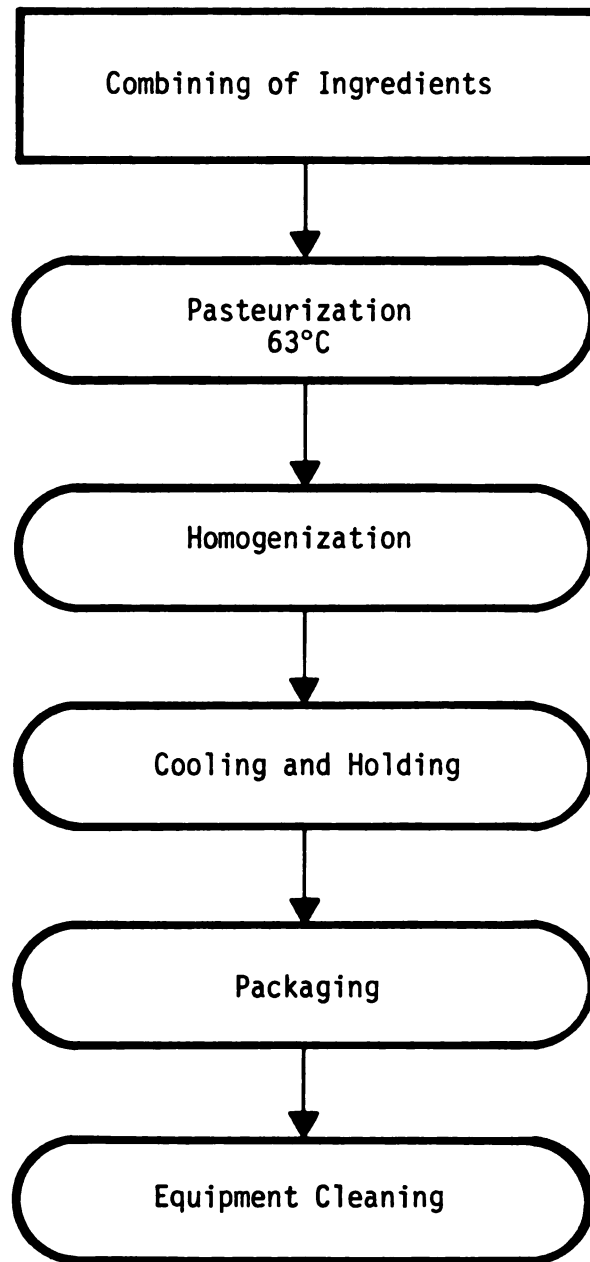 Combining of Ingredients
Pasteurization
63°C
Homogenization
Cooling and Holding
Packaging
Equipment Cleaning